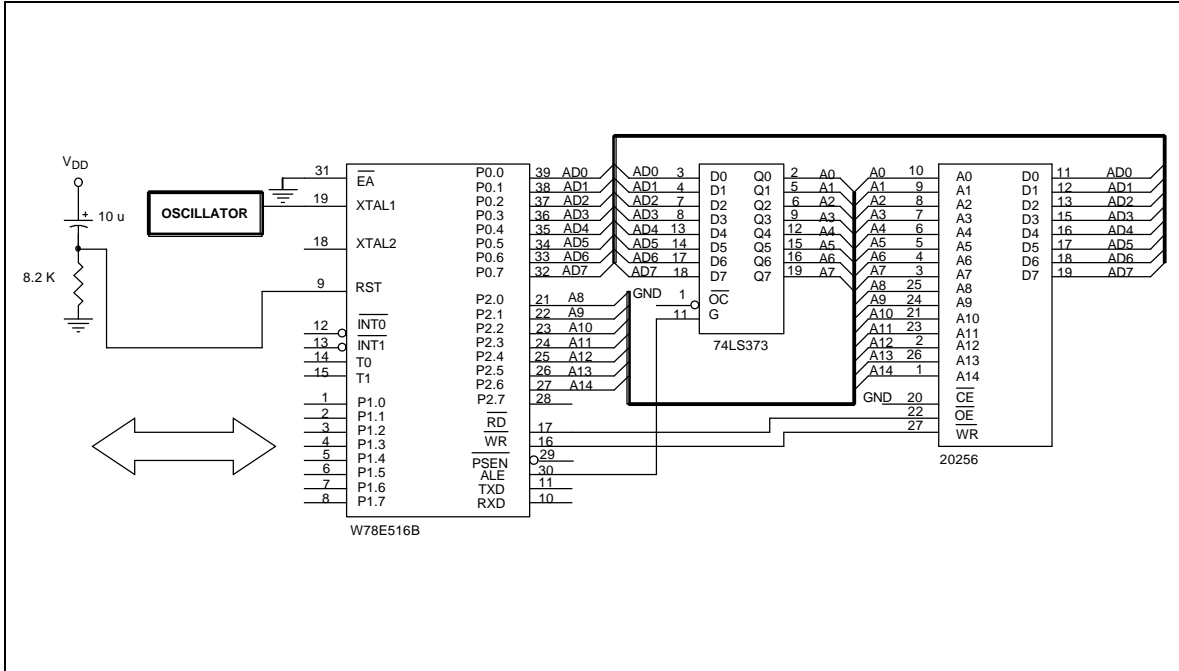 V_DD
10 u
+
8.2 K
OSCILLATOR
31 EA
19 XTAL1
18 XTAL2
9 RST
12 INT0
13 INT1
14 T0
15 T1
1 P1.0
2 P1.1
3 P1.2
4 P1.3
5 P1.4
6 P1.5
7 P1.6
8 P1.7
P0.0 39 AD0
P0.1 38 AD1
P0.2 37 AD2
P0.3 36 AD3
P0.4 35 AD4
P0.5 34 AD5
P0.6 33 AD6
P0.7 32 AD7
P2.0 21 A8
P2.1 22 A9
P2.2 23 A10
P2.3 24 A11
P2.4 25 A12
P2.5 26 A13
P2.6 27 A14
P2.7 28
RD 17
WR 16
PSEN 29
ALE 30
TXD 11
RXD 10
W78E516B
AD0 3 D0 Q0 2 A0
AD1 4 D1 Q1 5 A1
AD2 7 D2 Q2 6 A2
AD3 8 D3 Q3 9 A3
AD4 13 D4 Q4 12 A4
AD5 14 D5 Q5 15 A5
AD6 17 D6 Q6 16 A6
AD7 18 D7 Q7 19 A7
GND 1 OC
11 G
74LS373
A0 10 A0
A1 9 A1
A2 8 A2
A3 7 A3
A4 6 A4
A5 5 A5
A6 4 A6
A7 3 A7
A8 25 A8
A9 24 A9
A10 21 A10
A11 23 A11
A12 2 A12
A13 26 A13
A14 1 A14
GND 20 CE
22 OE
27 WR
D0 11 AD0
D1 12 AD1
D2 13 AD2
D3 15 AD3
D4 16 AD4
D5 17 AD5
D6 18 AD6
D7 19 AD7
20256